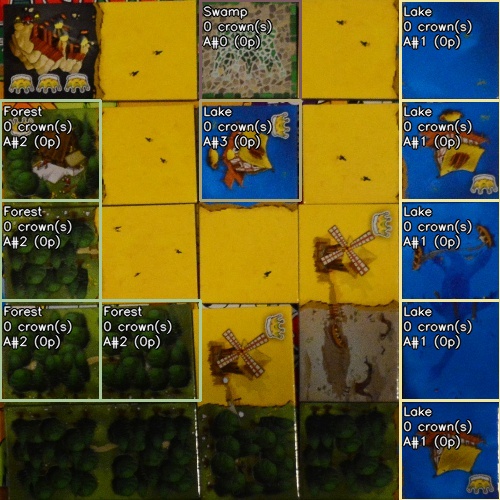 Swamp
0 crown(s)
A#0 (0p)
Lake
0 crown(s)
A#1 (0p)
Forest
0 crown(s)
A#2 (0p)
Lake
0 crown(s)
A#3 (0p)
Lake
0 crown(s)
A#1 (0p)
Forest
0 crown(s)
A#2 (0p)
Lake
0 crown(s)
A#1 (0p)
Forest
0 crown(s)
A#2 (0p)
Forest
0 crown(s)
A#2 (0p)
Lake
0 crown(s)
A#1 (0p)
Lake
0 crown(s)
A#1 (0p)